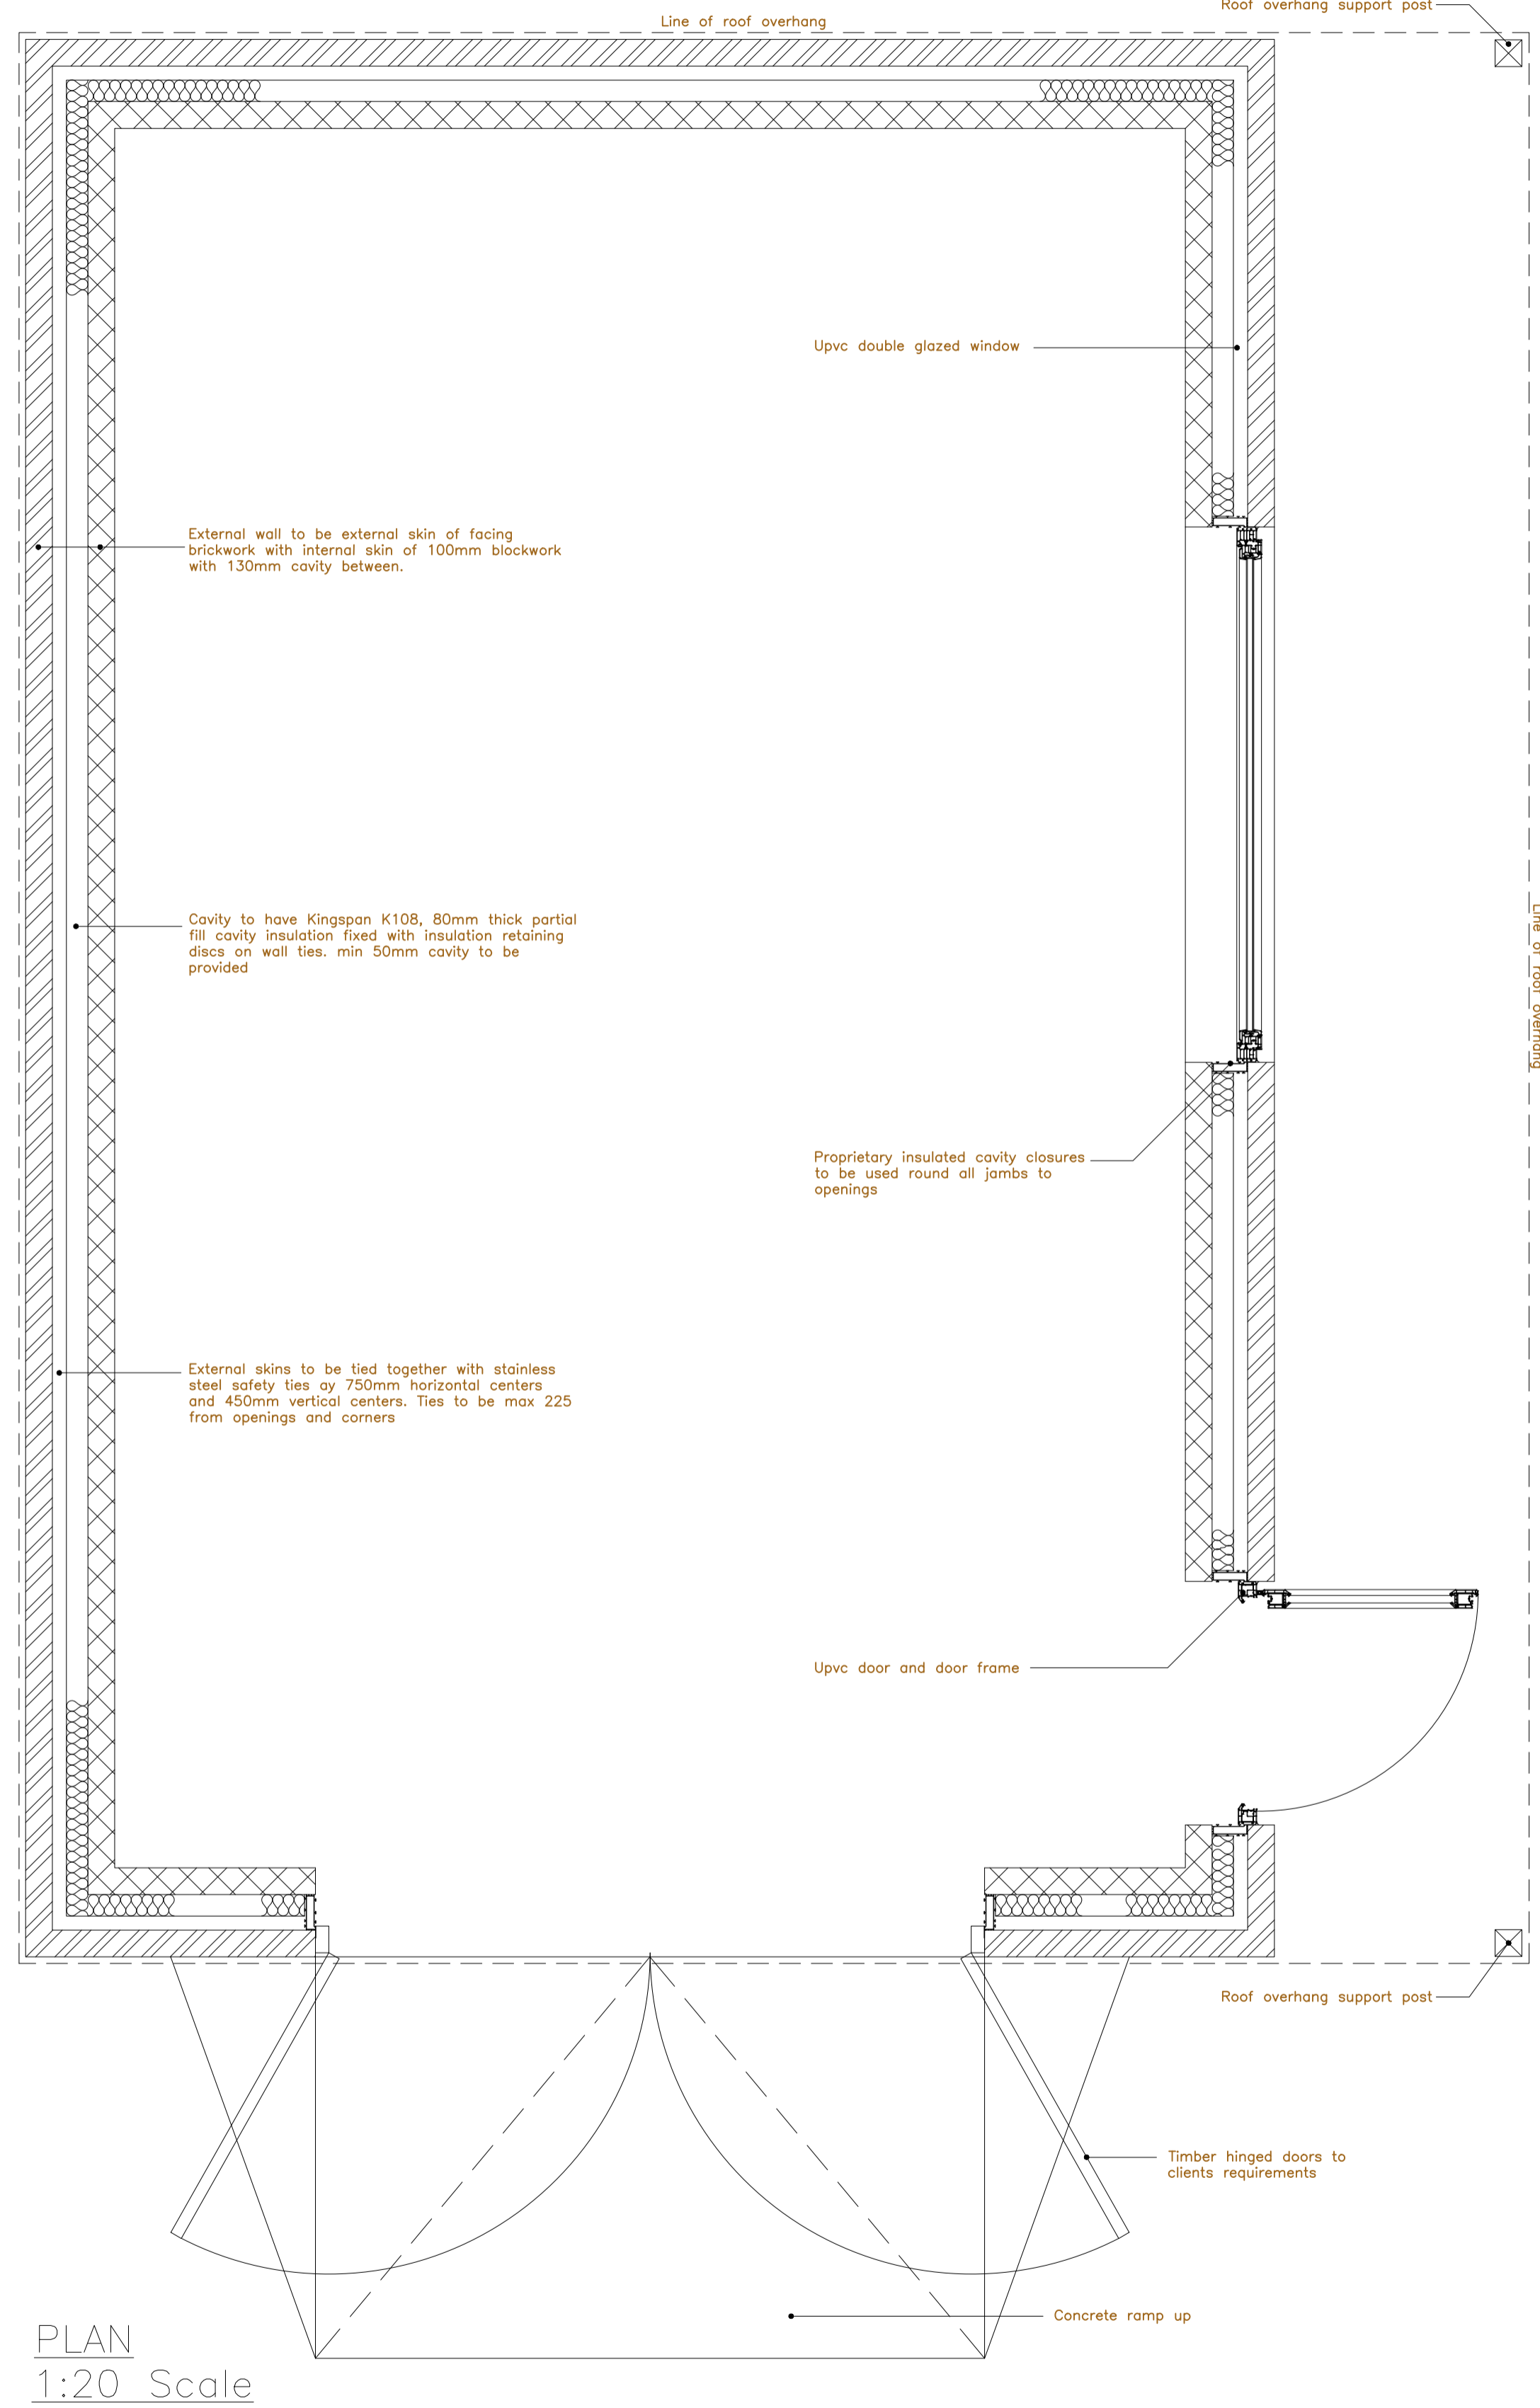 Roof overhang support post
Line of roof overhang
Upvc double glazed window
External wall to be external skin of facing
brickwork with internal skin of 100mm blockwork
with 130mm cavity between.
Cavity to have Kingspan K108, 80mm thick partial
fill cavity insulation fixed with insulation retaining
discs on wall ties. min 50mm cavity to be
provided
Line of roof overhang
Proprietary insulated cavity closures
to be used round all jambs to
openings
External skins to be tied together with stainless
steel safety ties ay 750mm horizontal centers
and 450mm vertical centers. Ties to be max 225
from openings and corners
Upvc door and door frame
Roof overhang support post
Timber hinged doors to
clients requirements
Concrete ramp up
PLAN
1:20 Scale